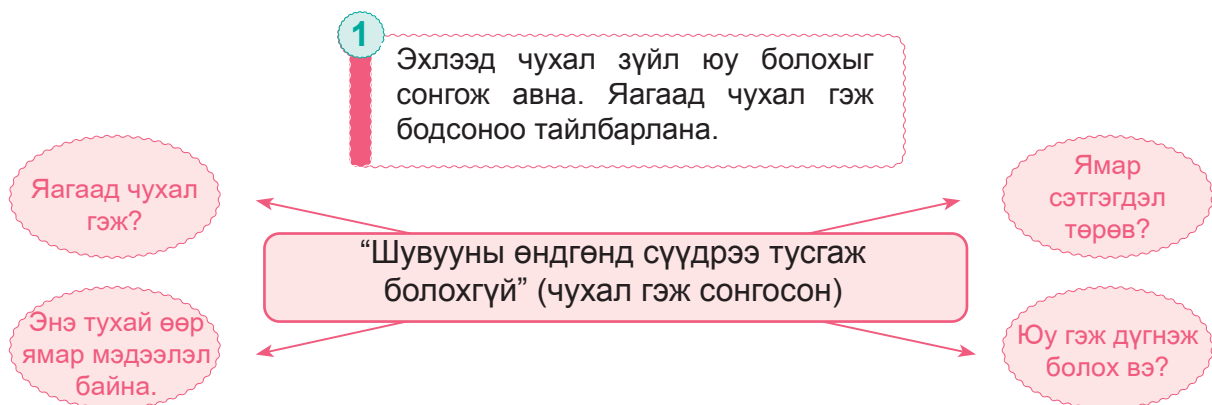 1
Эхлээд чухал зүйл юу болохыг
сонгож авна. Яагаад чухал гэж
бодсоноо тайлбарлана.
Яагаад чухал
гэж?
Ямар
сэтгэгдэл
төрөв?
“Шувууны өндгөнд сүүдрээ тусгаж
болохгүй” (чухал гэж сонгосон)
Энэ тухай өөр
ямар мэдээлэл
байна.
Юу гэж дүгнэж
болох вэ?